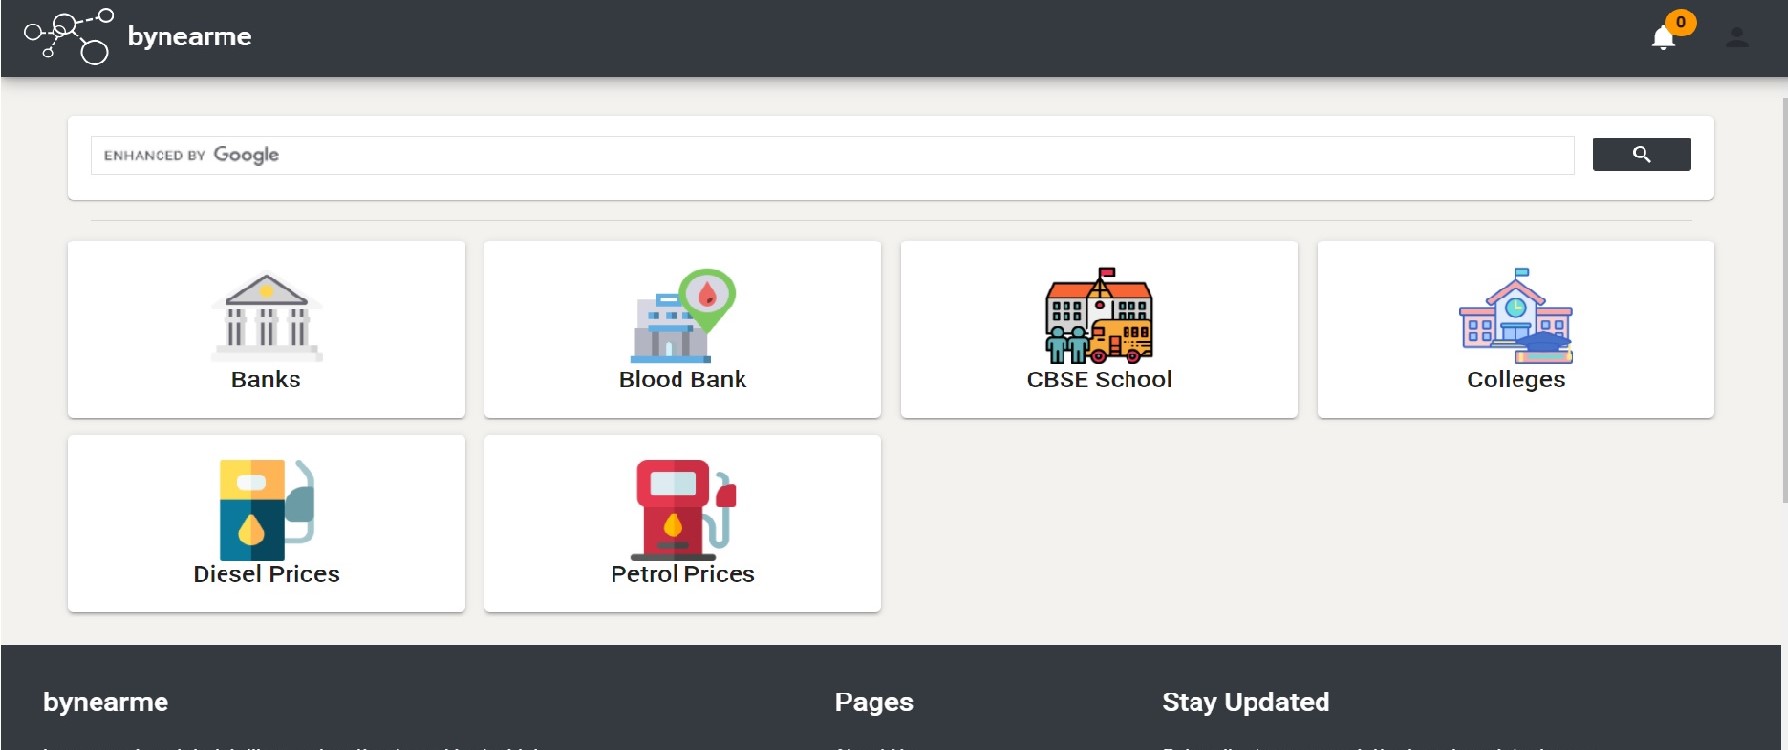 bynearme
0
ENHANCED BY Google
Banks
Blood Bank
CBSE School
Colleges
Diesel Prices
Petrol Prices
bynearme
Pages
Stay Updated